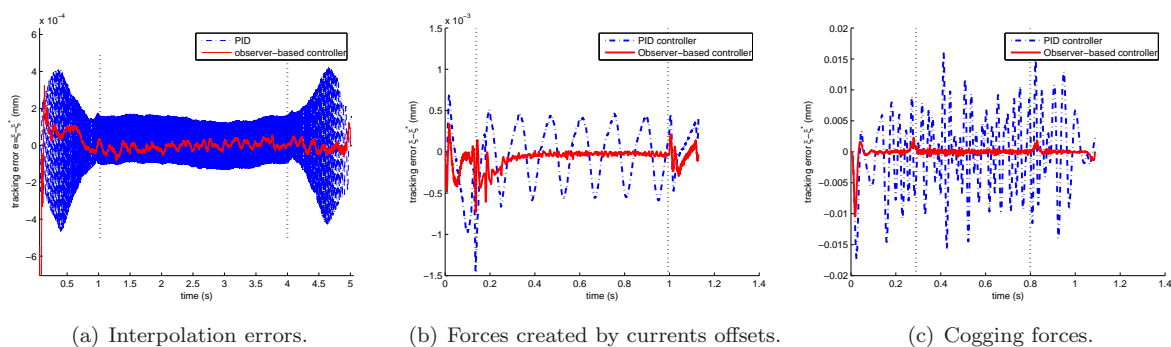 x 10⁻⁴
6
4
2
0
−2
−4
−6
tracking error e=ξ−ξ* (mm)
PID
observer−based controller
0.5 1 1.5 2 2.5 3 3.5 4 4.5 5
time (s)
(a) Interpolation errors.
x 10⁻³
1.5
1
0.5
0
−0.5
−1
−1.5
tracking error ξ−ξ* (mm)
PID controller
Observer−based controller
0 0.2 0.4 0.6 0.8 1 1.2 1.4
time (s)
(b) Forces created by currents offsets.
0.02
0.015
0.01
0.005
0
−0.005
−0.01
−0.015
−0.02
tracking error ξ−ξ* (mm)
PID controller
Observer−based controller
0 0.2 0.4 0.6 0.8 1 1.2 1.4
time (s)
(c) Cogging forces.